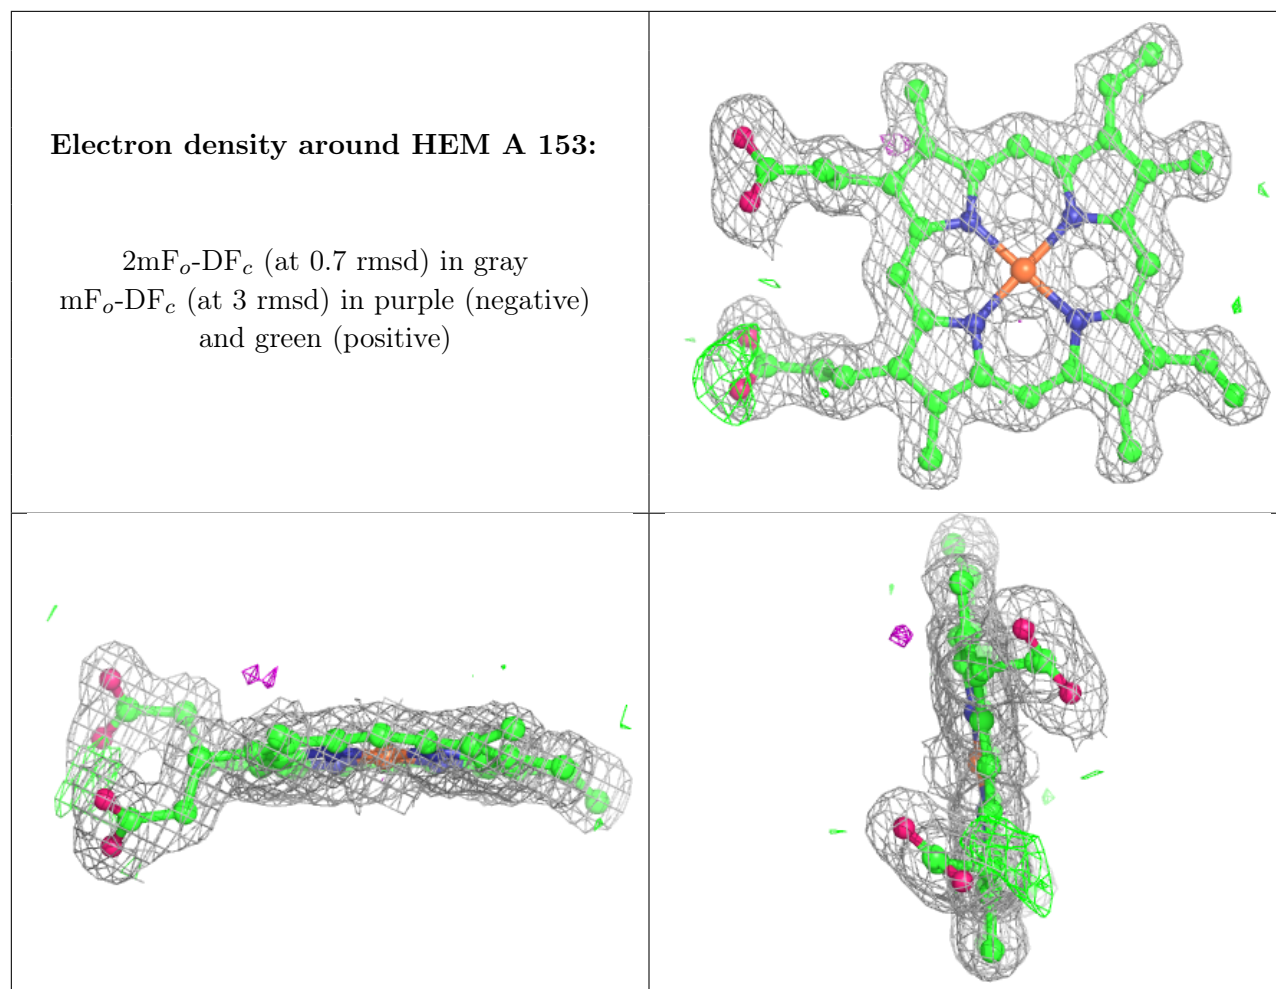 Electron density around HEM A 153:
2mFₒ-DF𝒸 (at 0.7 rmsd) in gray
mFₒ-DF𝒸 (at 3 rmsd) in purple (negative)
and green (positive)